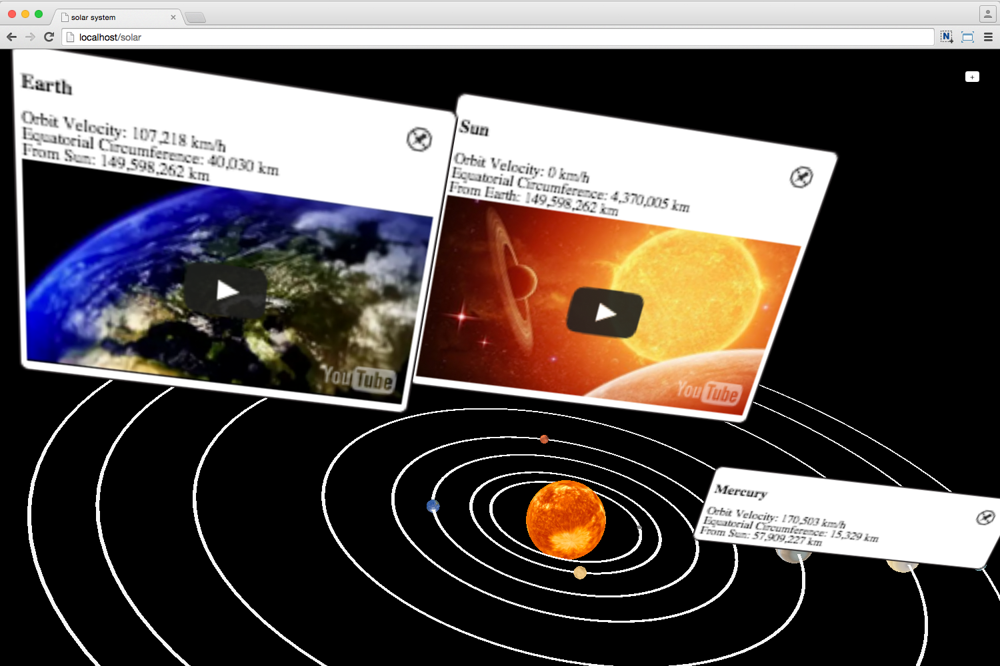 solar system
localhost/solar
N
+
Earth
Orbit Velocity: 107,218 km/h
Equatorial Circumference: 40,030 km
From Sun: 149,598,262 km
YouTube
Sun
Orbit Velocity: 0 km/h
Equatorial Circumference: 4,370,005 km
From Earth: 149,598,262 km
YouTube
Mercury
Orbit Velocity: 170,503 km/h
Equatorial Circumference: 15,329 km
From Sun: 57,909,227 km